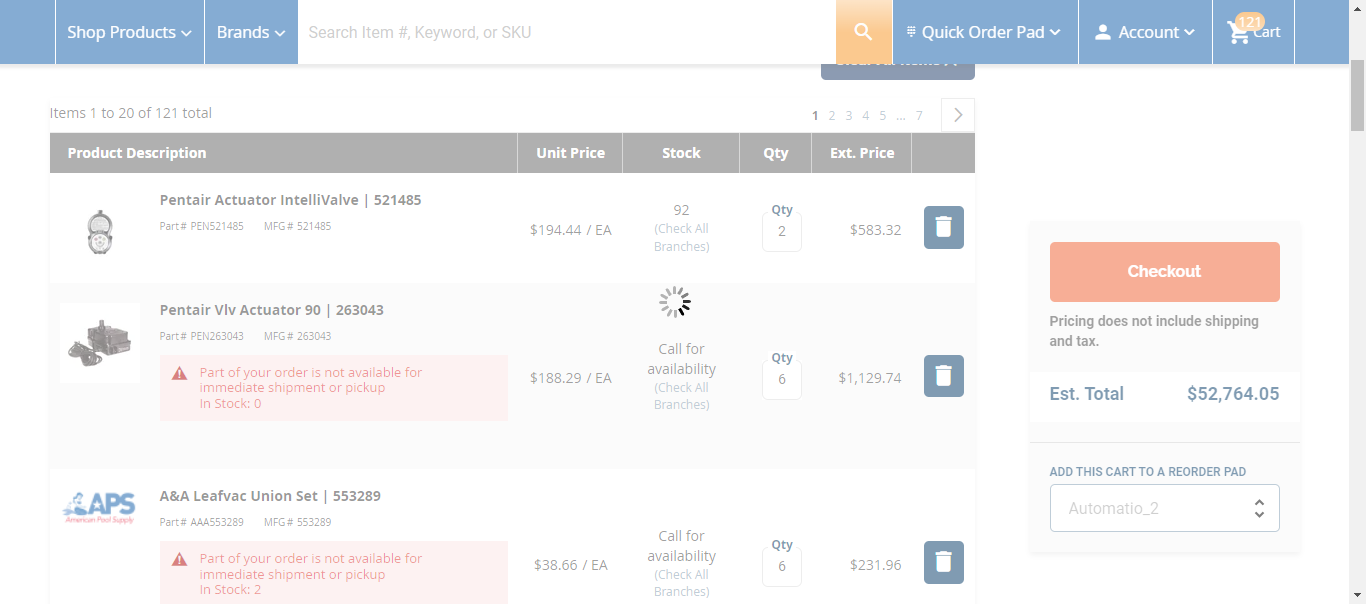 Shop Products
Brands
Search Item #, Keyword, or SKU
Quick Order Pad
Account
121
Cart
Items 1 to 20 of 121 total
1 2 3 4 5 ... 7
Product Description Unit Price Stock Qty Ext. Price
Pentair Actuator IntelliValve | 521485
Part # PEN521485 MFG # 521485
$194.44 / EA
92
(Check All
Branches)
Qty
2
$583.32
Pentair Vlv Actuator 90 | 263043
Part # PEN263043 MFG # 263043
Part of your order is not available for
immediate shipment or pickup
In Stock: 0
$188.29 / EA
Call for
availability
(Check All
Branches)
Qty
6
$1,129.74
APS
American Pool Supply
A&A Leafvac Union Set | 553289
Part # AAA553289 MFG # 553289
Part of your order is not available for
immediate shipment or pickup
In Stock: 2
$38.66 / EA
Call for
availability
(Check All
Branches)
Qty
6
$231.96
Checkout
Pricing does not include shipping
and tax.
Est. Total $52,764.05
ADD THIS CART TO A REORDER PAD
Automatio_2